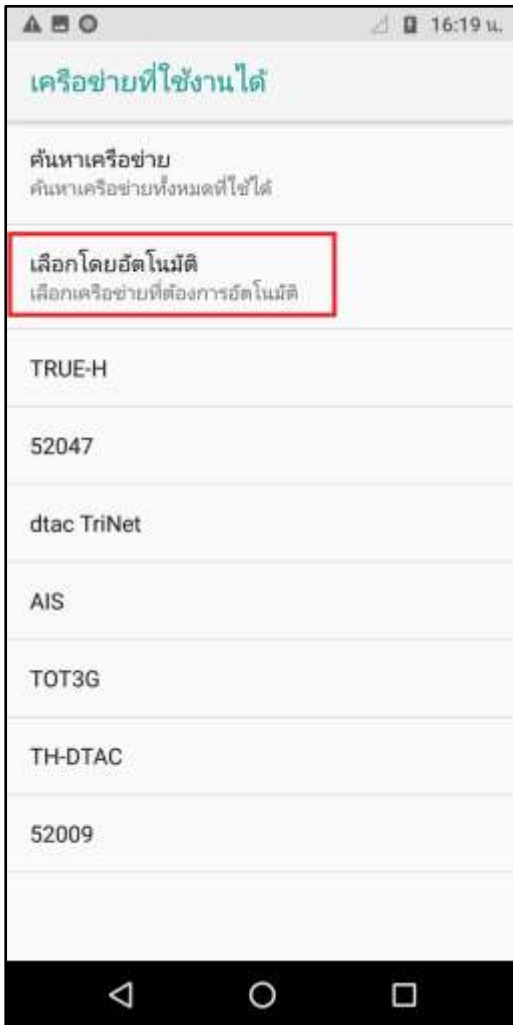 16:19 น.
เครือข่ายที่ใช้งานได้
ค้นหาเครือข่าย
ค้นหาเครือข่ายทั้งหมดที่ใช้ได้
เลือกโดยอัตโนมัติ
เลือกเครือข่ายที่ต้องการอัตโนมัติ
TRUE-H
52047
dtac TriNet
AIS
TOT3G
TH-DTAC
52009